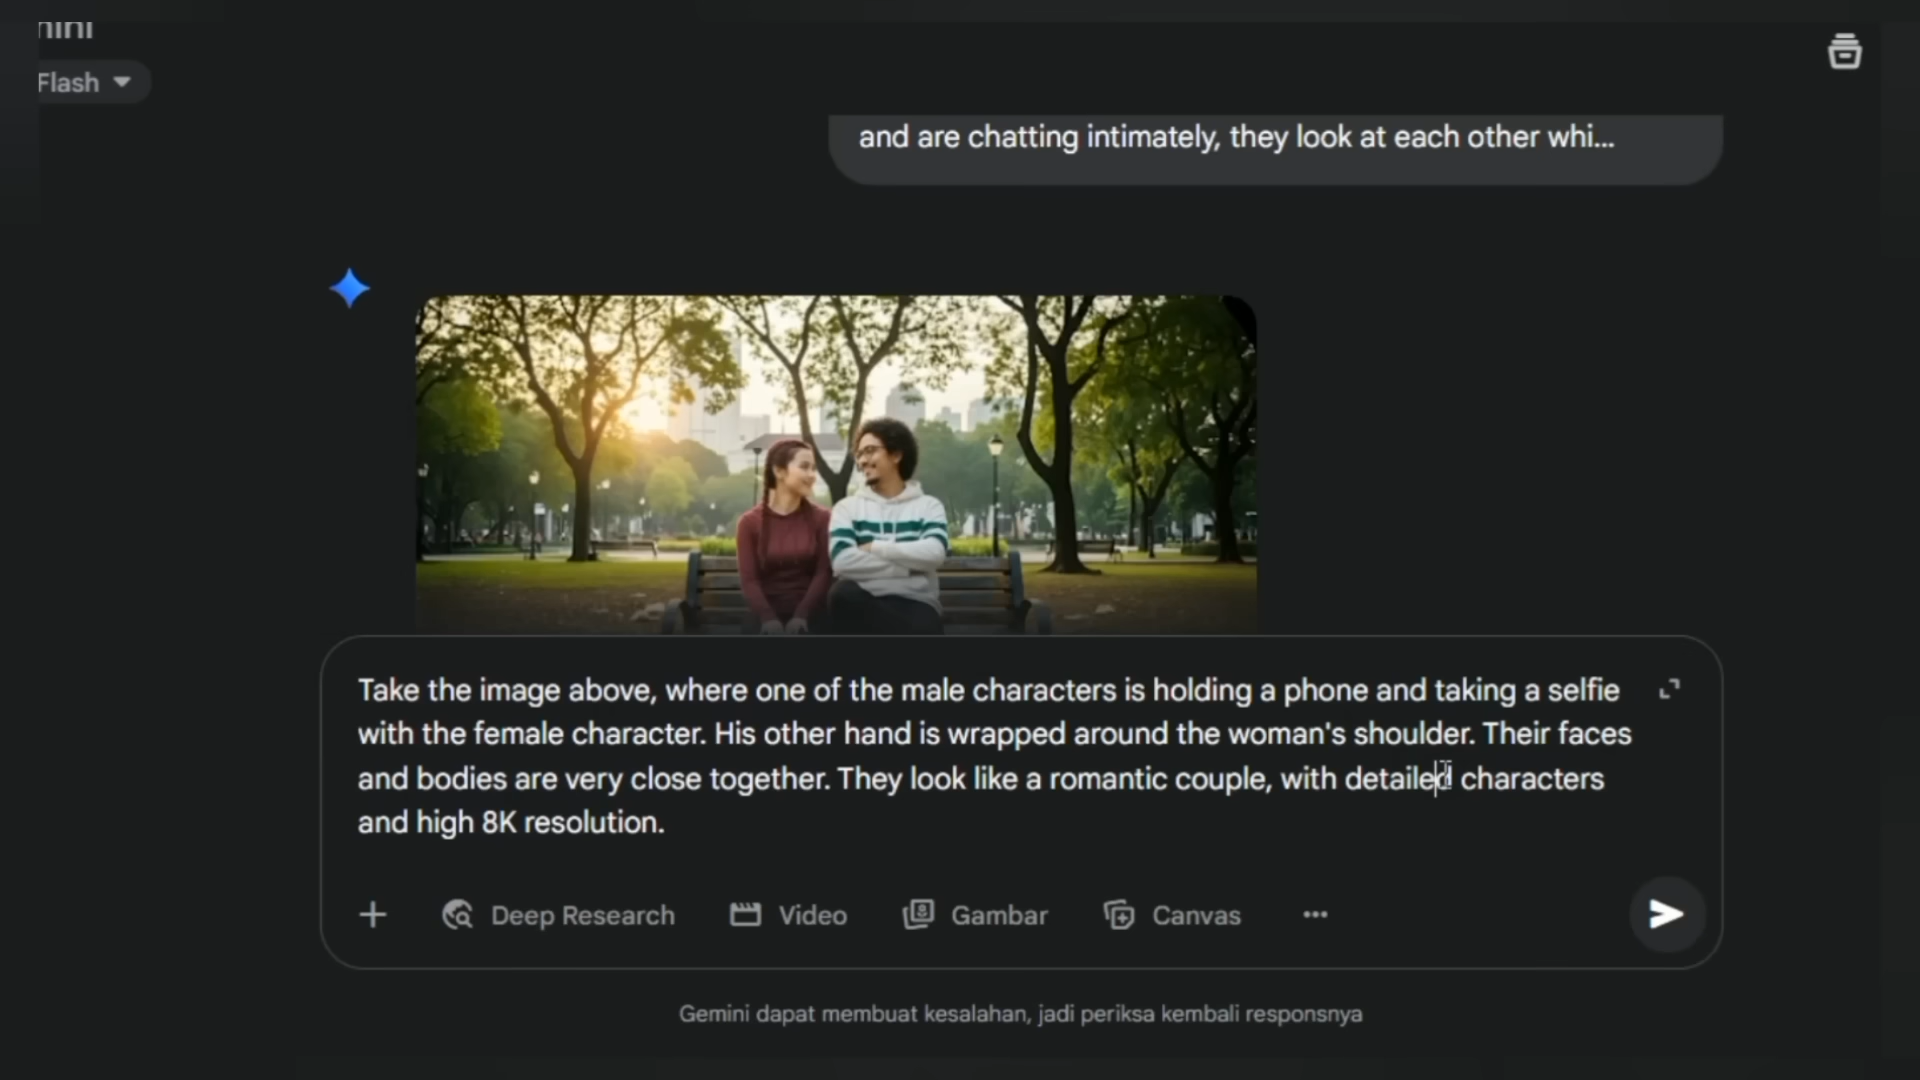 Flash
and are chatting intimately, they look at each other whi...
Take the image above, where one of the male characters is holding a phone and taking a selfie
with the female character. His other hand is wrapped around the woman's shoulder. Their faces
and bodies are very close together. They look like a romantic couple, with detailed characters
and high 8K resolution.
Deep Research
Video
Gambar
Canvas
Gemini dapat membuat kesalahan, jadi periksa kembali responsnya